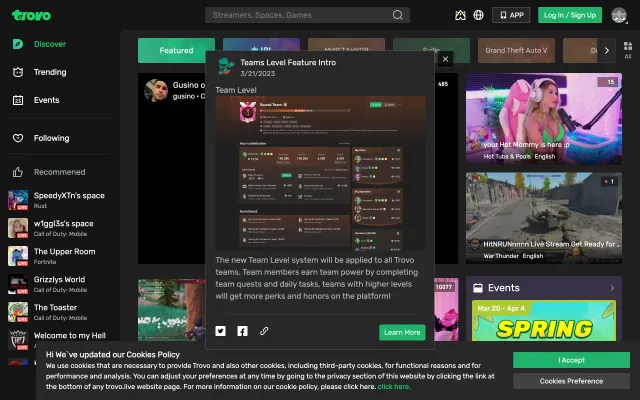 trovo
Streamers, Spaces, Games
APP
Log In / Sign Up
Discover
Trending
Events
Following
Recommened
SpeedyXTn's space
Rust
LIVE
w1ggl3s's space
Call of Duty: Mobile
LIVE
The Upper Room
Fortnite
LIVE
Grizzlys World
Call of Duty: Mobile
LIVE
The Toaster
Call of Duty: Mobile
LIVE
Welcome to my Hell
Featured
Grand Theft Auto V
All
Gusino
gusino
485
Teams Level Feature Intro
3/21/2023
Team Level
Squad Team
The new Team Level system will be applied to all Trovo
teams. Team members earn team power by completing
team quests and daily tasks, teams with higher levels
will get more perks and honors on the platform!
Learn More
15
your Hot Mommy is here ;p
Hot Tubs & Pools English
1
HitNRUNnnnn Live Stream Get Ready for ...
War Thunder English
10077
Events
Mar 20 - Apr 4
SPRING
Hi We`ve updated our Cookies Policy
We use cookies that are necessary to provide Trovo and also other cookies, including third-party cookies, for functional reasons and for
performance and analysis. You can adjust your preferences at any time by going to the privacy section of this website by clicking the link at
the bottom of any trovo.live website page. For more information on our cookie policy, please click here. click here.
I Accept
Cookies Preference